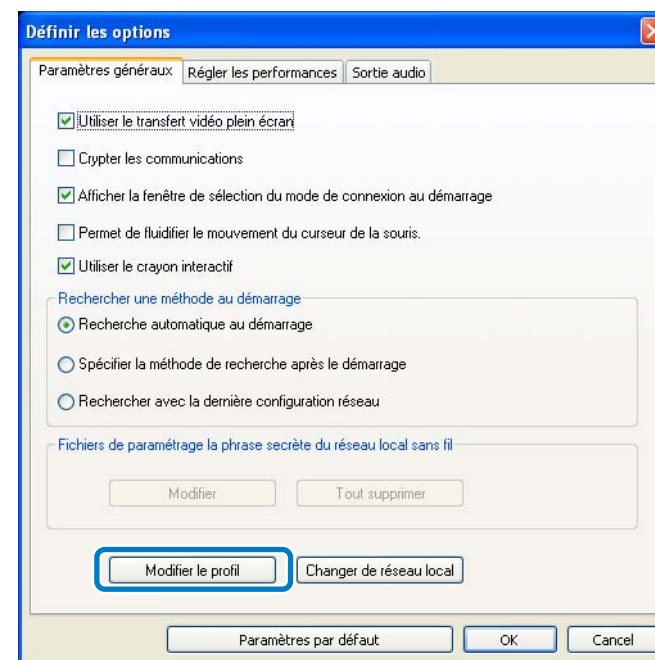 Définir les options
Paramètres généraux Régler les performances Sortie audio
Utiliser le transfert vidéo plein écran
Crypter les communications
Afficher la fenêtre de sélection du mode de connexion au démarrage
Permet de fluidifier le mouvement du curseur de la souris.
Utiliser le crayon interactif
Rechercher une méthode au démarrage
Recherche automatique au démarrage
Spécifier la méthode de recherche après le démarrage
Rechercher avec la dernière configuration réseau
Fichiers de paramétrage la phrase secrète du réseau local sans fil
Modifier Tout supprimer
Modifier le profil Changer de réseau local
Paramètres par défaut OK Cancel